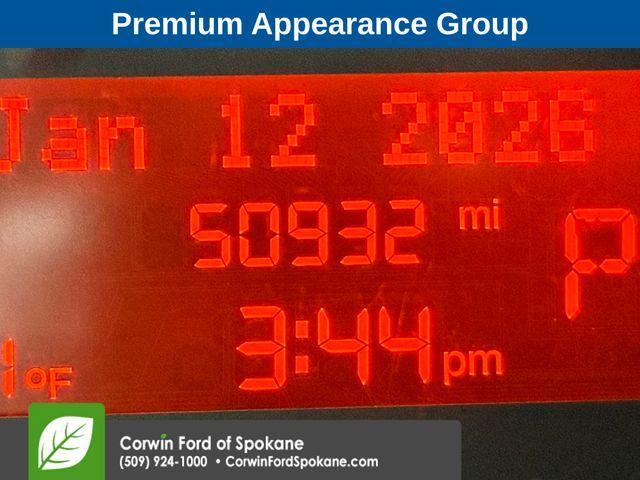 Premium Appearance Group
Jan 12 2026
50932 mi
P
3:44 pm
°F
Corwin Ford of Spokane
(509) 924-1000 • CorwinFordSpokane.com